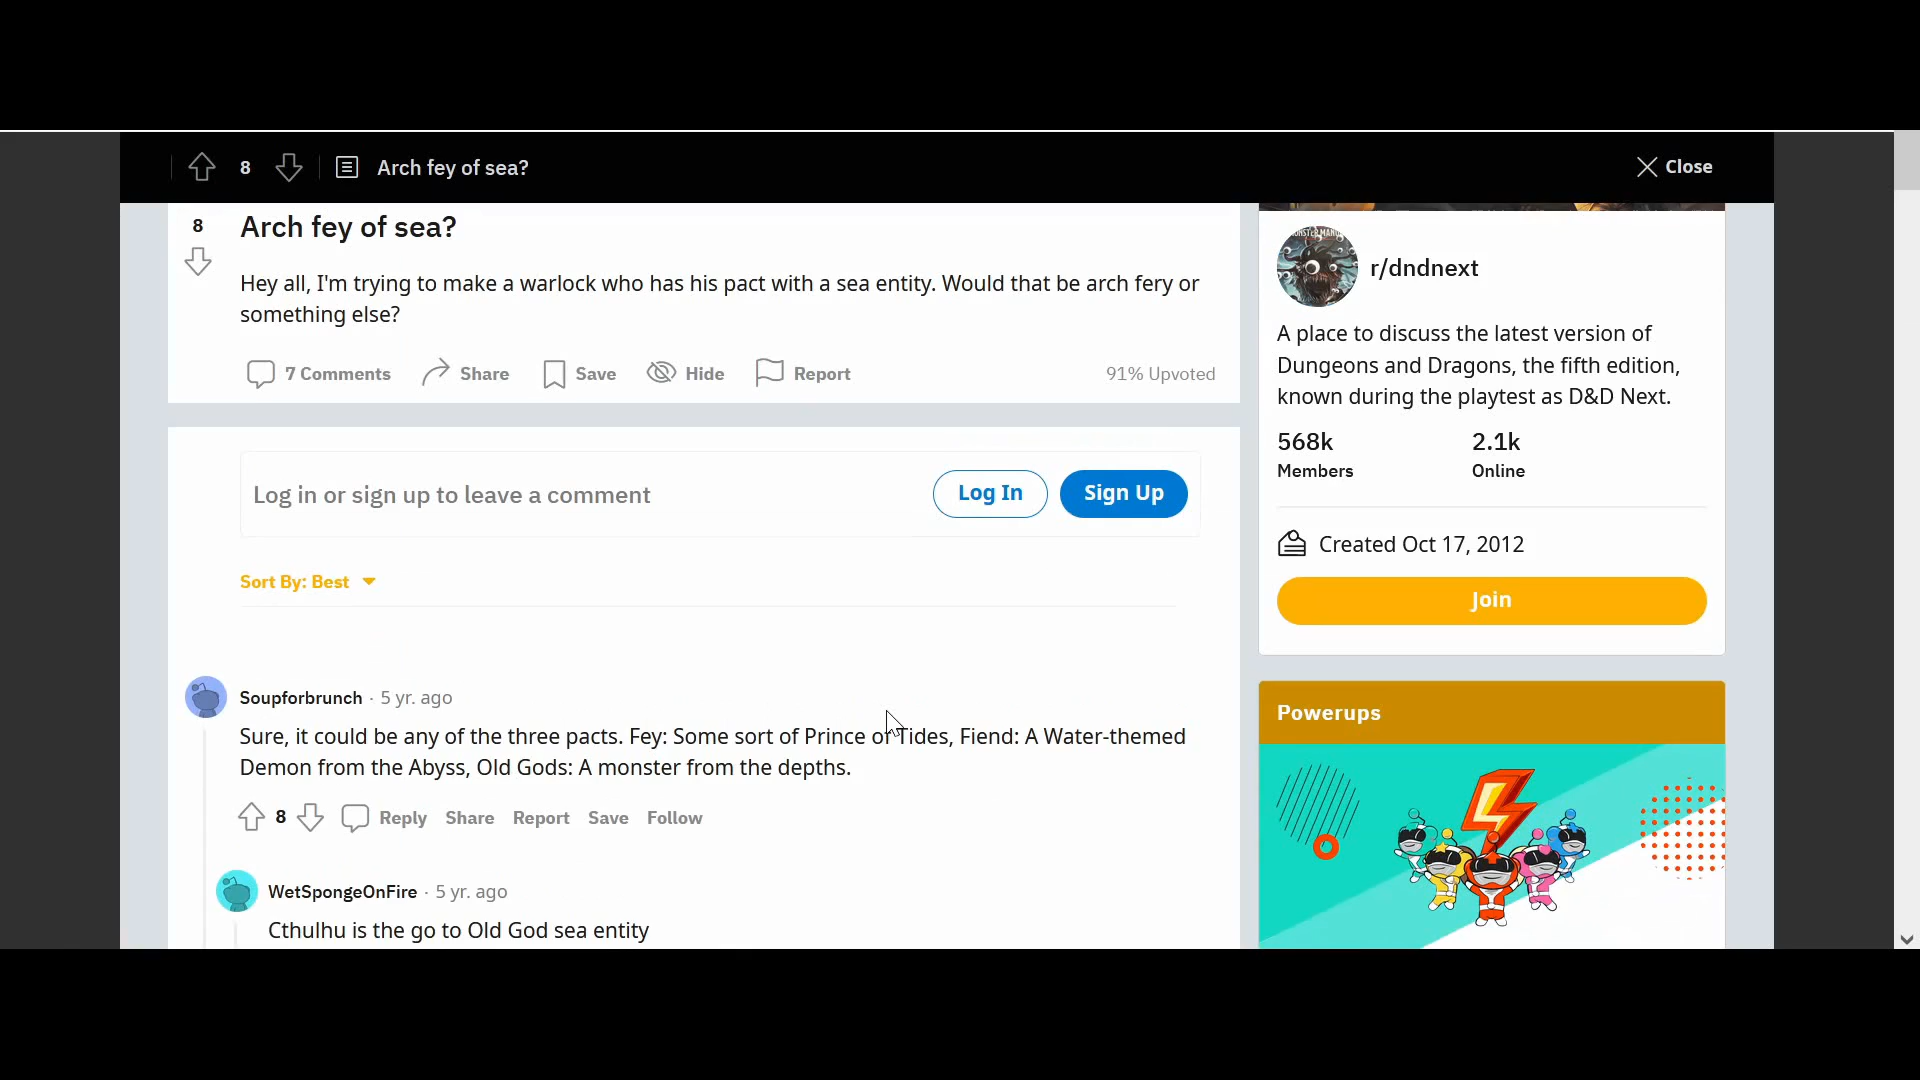 8 Arch fey of sea? Close
8 Arch fey of sea?
Hey all, I'm trying to make a warlock who has his pact with a sea entity. Would that be arch fery or
something else?
7 Comments Share Save Hide Report 91% Upvoted
Log in or sign up to leave a comment Log In Sign Up
Sort By: Best
Soupforbrunch · 5 yr. ago
Sure, it could be any of the three pacts. Fey: Some sort of Prince of Tides, Fiend: A Water-themed
Demon from the Abyss, Old Gods: A monster from the depths.
8 Reply Share Report Save Follow
WetSpongeOnFire · 5 yr. ago
Cthulhu is the go to Old God sea entity
r/dndnext
A place to discuss the latest version of
Dungeons and Dragons, the fifth edition,
known during the playtest as D&D Next.
568k 2.1k
Members Online
Created Oct 17, 2012
Join
Powerups